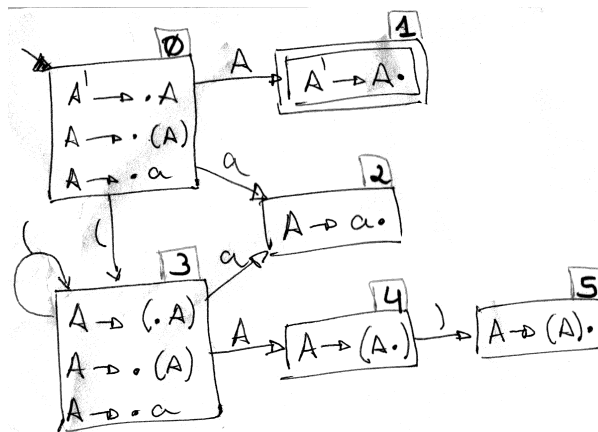 0
A' → .A
A → .(A)
A → .a
A
1
A' → A.
a
2
A → a.
(
a
(
3
A → (.A)
A → .(A)
A → .a
A
4
A → (A.)
)
5
A → (A).